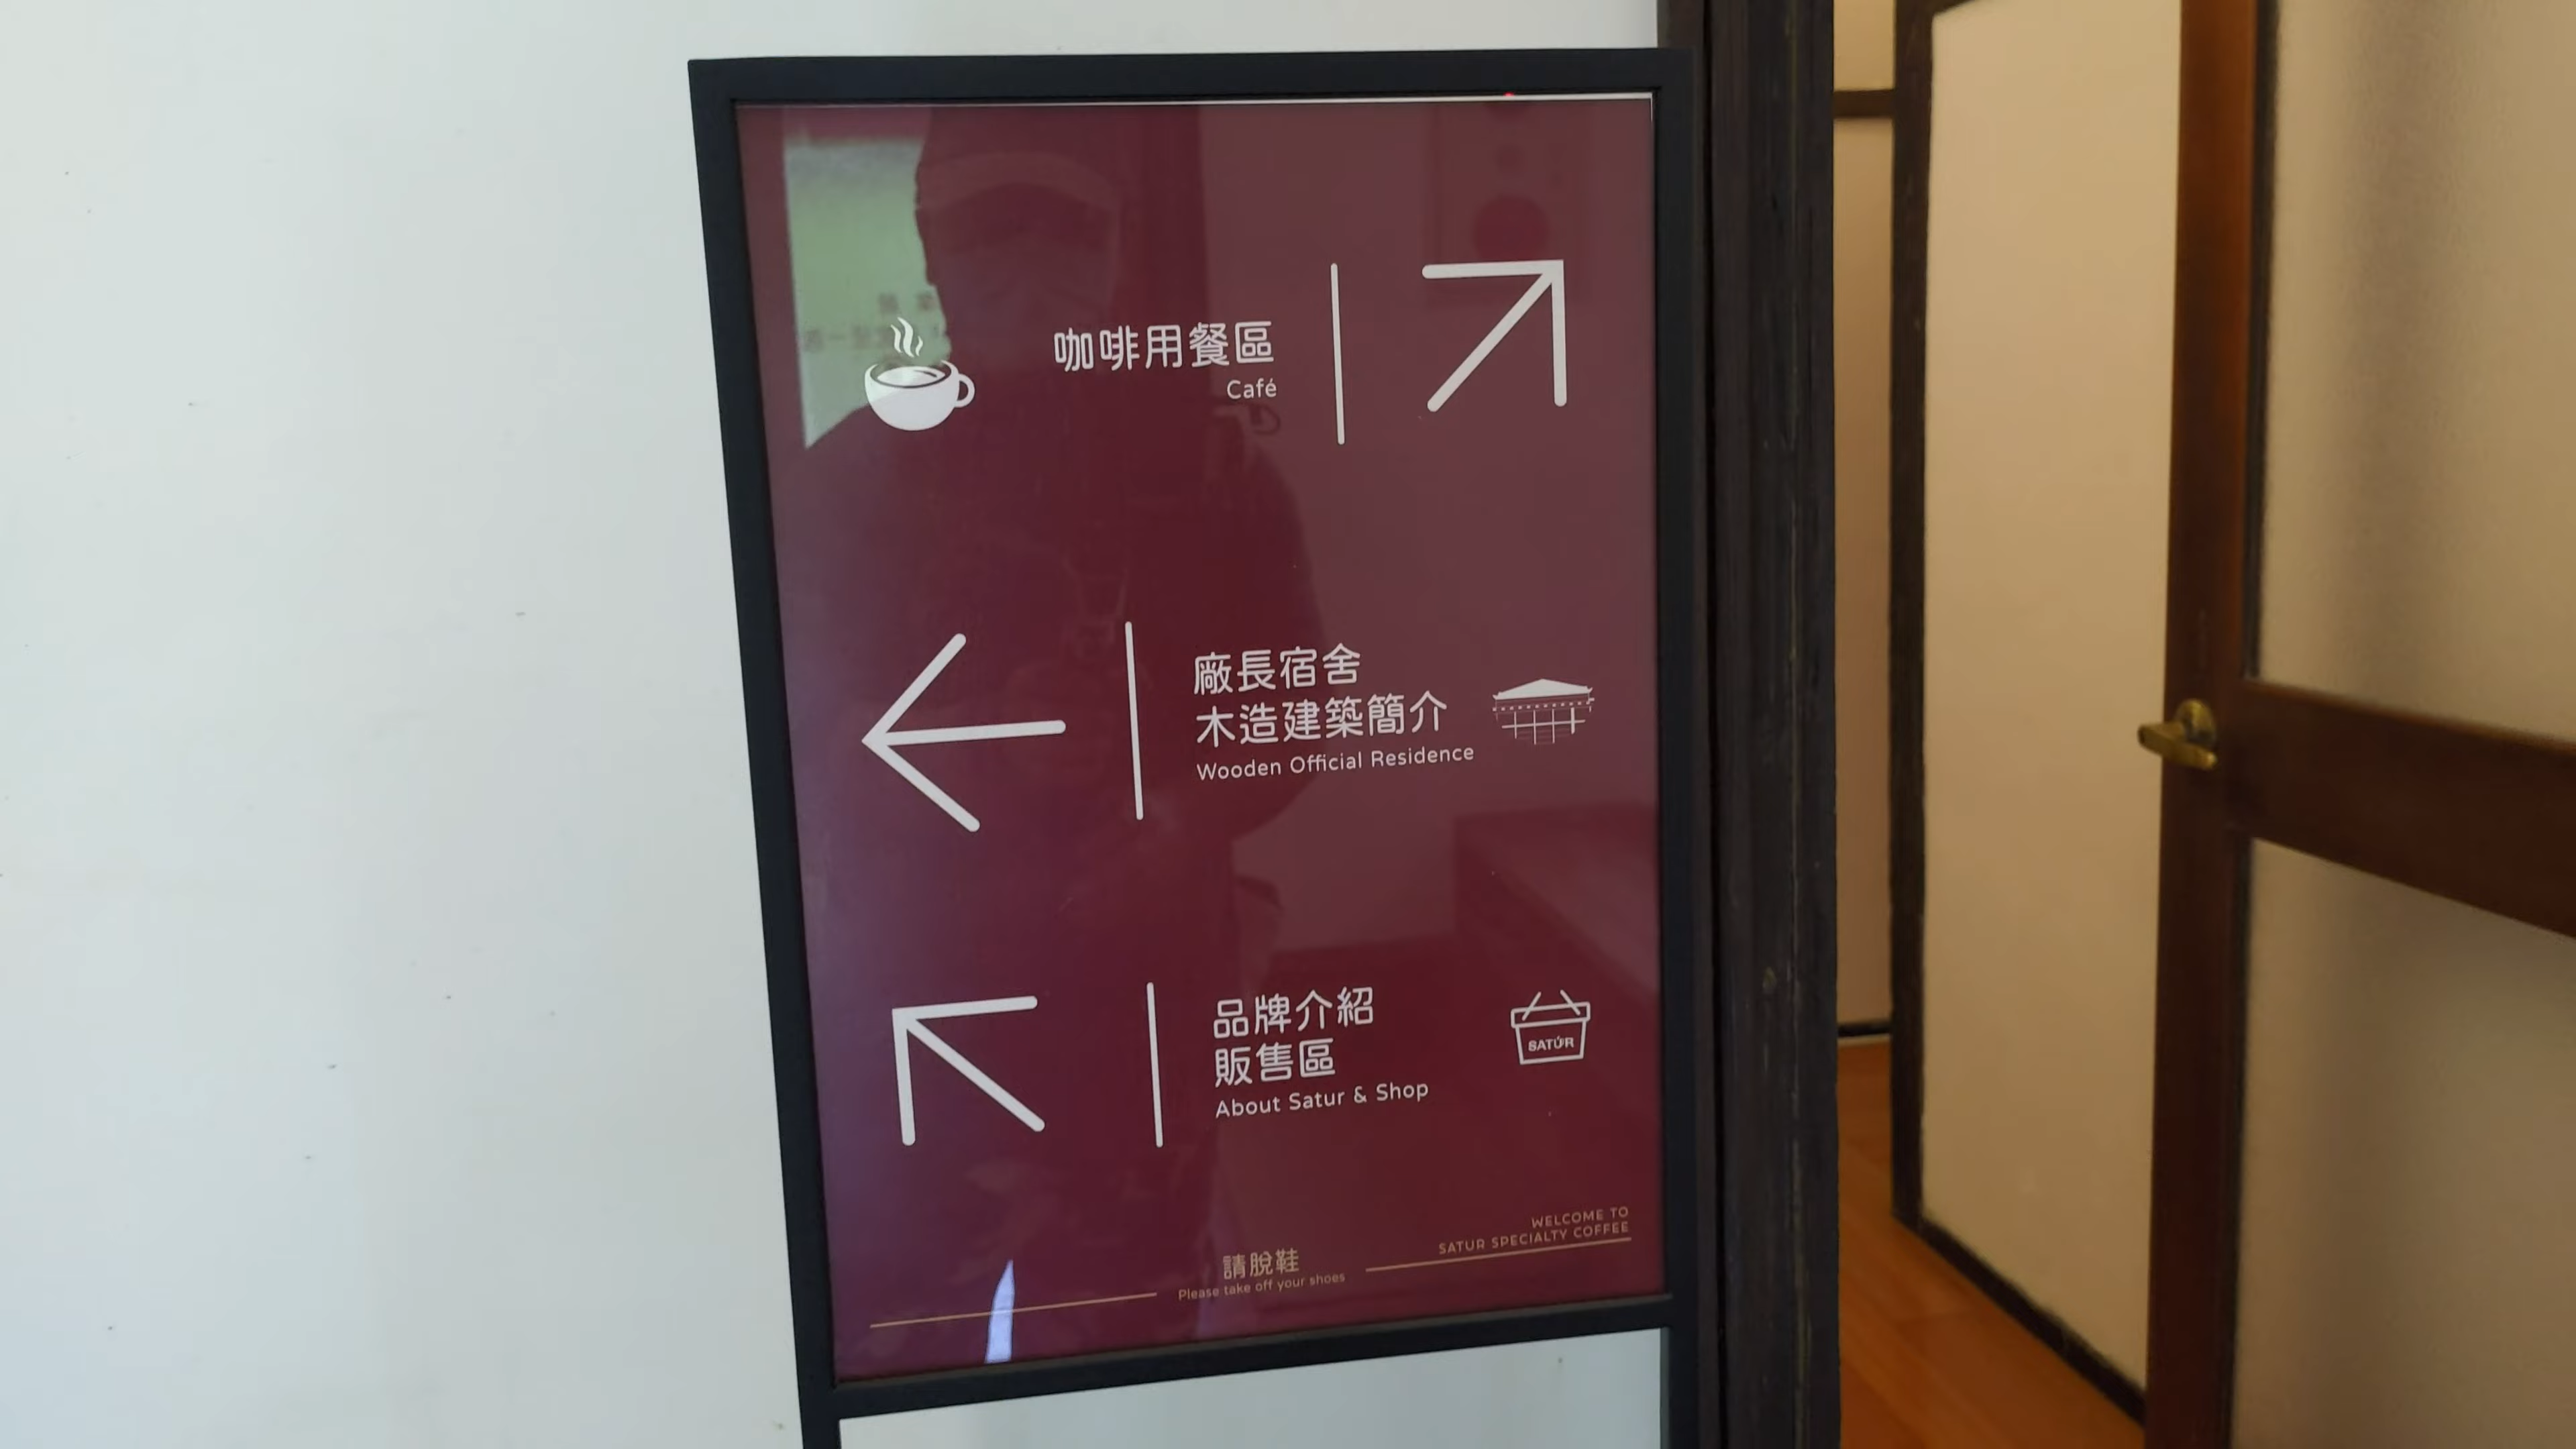 咖啡用餐區
Café
廠長宿舍
木造建築簡介
Wooden Official Residence
品牌介紹
販售區
About Satur & Shop
SATÚR
WELCOME TO
SATUR SPECIALTY COFFEE
請脫鞋
Please take off your shoes